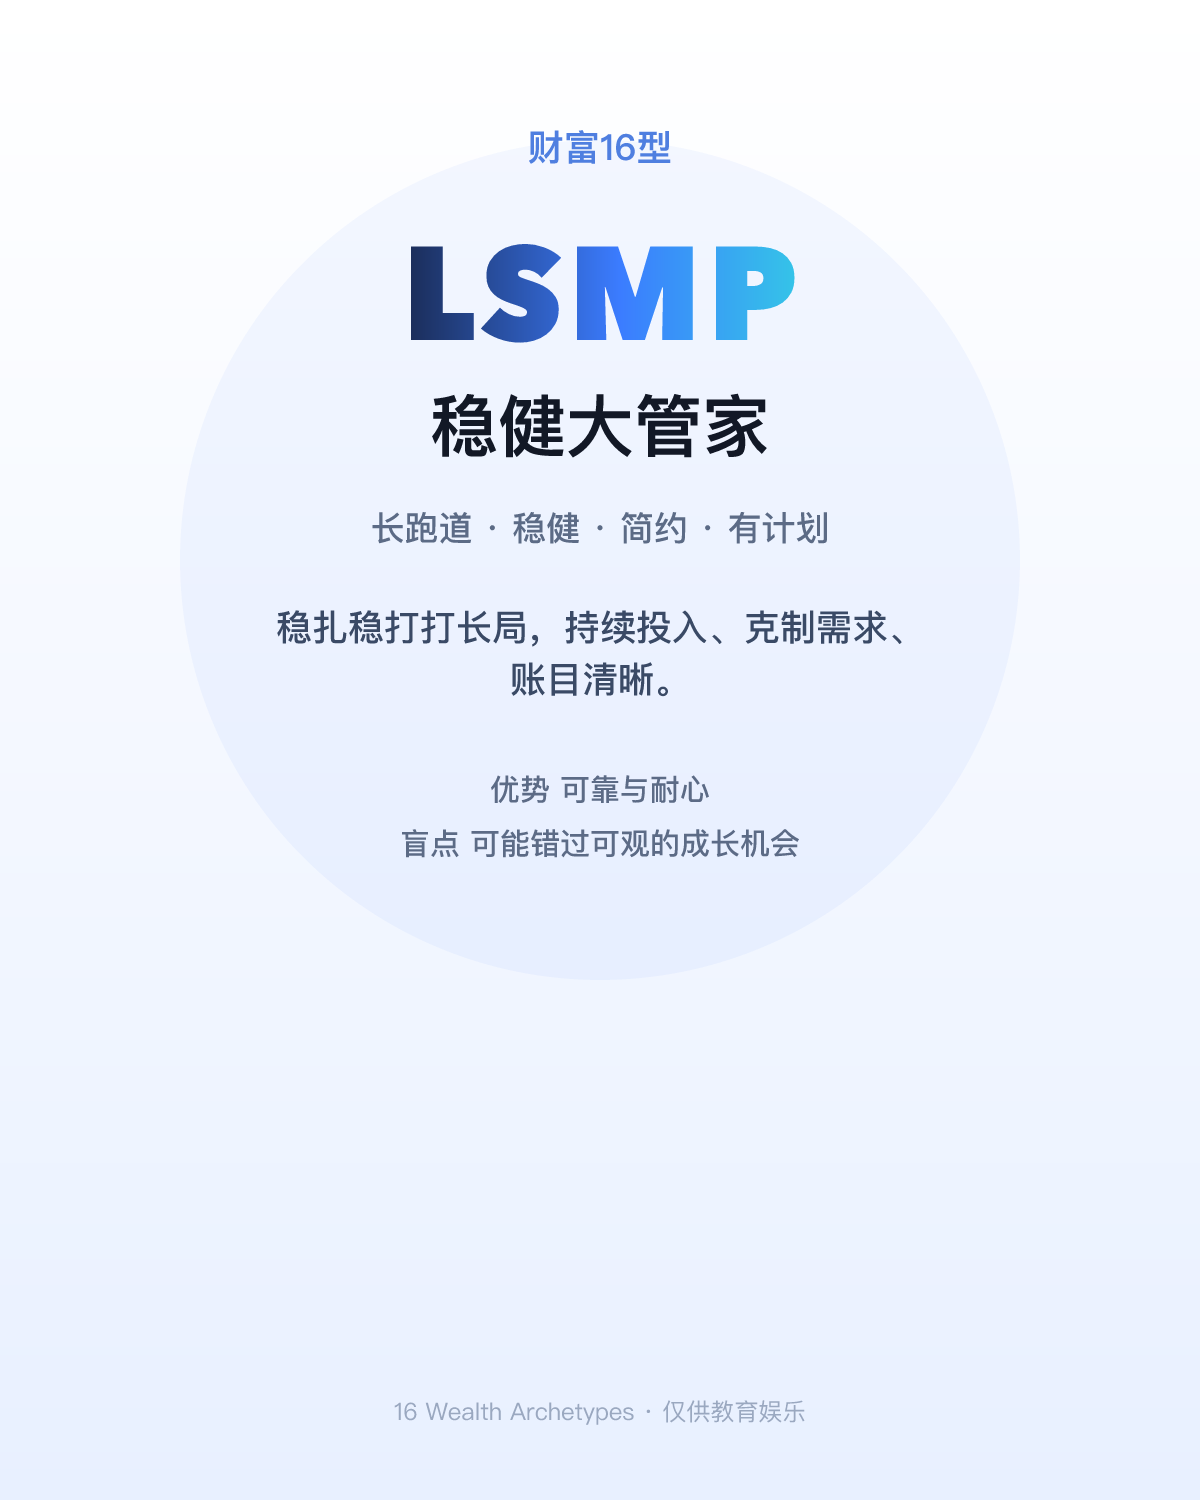 财富16型
LSMP
稳健大管家
长跑道 · 稳健 · 简约 · 有计划
稳扎稳打打长局，持续投入、克制需求、
账目清晰。
优势 可靠与耐心
盲点 可能错过可观的成长机会
16 Wealth Archetypes · 仅供教育娱乐